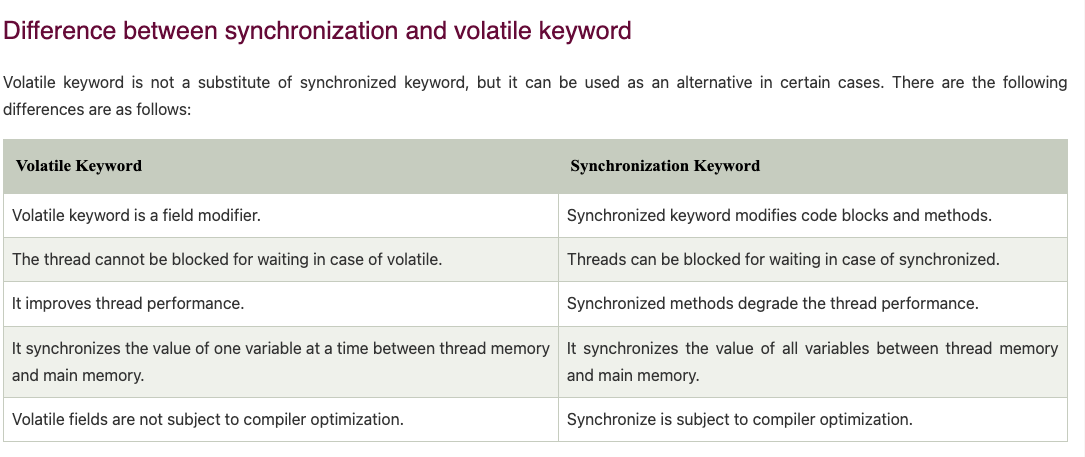 Difference between synchronization and volatile keyword
Volatile keyword is not a substitute of synchronized keyword, but it can be used as an alternative in certain cases. There are the following
differences are as follows:
Volatile Keyword
Synchronization Keyword
Volatile keyword is a field modifier.
Synchronized keyword modifies code blocks and methods.
The thread cannot be blocked for waiting in case of volatile.
Threads can be blocked for waiting in case of synchronized.
It improves thread performance.
Synchronized methods degrade the thread performance.
It synchronizes the value of one variable at a time between thread memory
and main memory.
It synchronizes the value of all variables between thread memory
and main memory.
Volatile fields are not subject to compiler optimization.
Synchronize is subject to compiler optimization.